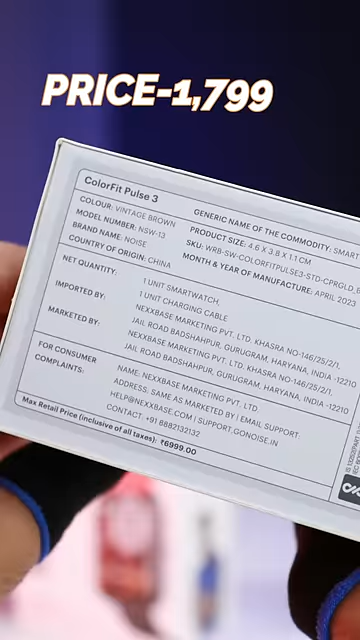 PRICE-1,799
ColorFit Pulse 3
COLOUR: VINTAGE BROWN
MODEL NUMBER: NSW-13
BRAND NAME: NOISE
COUNTRY OF ORIGIN: CHINA
GENERIC NAME OF THE COMMODITY: SMART
PRODUCT SIZE: 4.6 X 3.8 X 1.1 CM
SKU: WRB-SW-COLORFITPULSE3-STD-CPRGLD_B
MONTH & YEAR OF MANUFACTURE: APRIL 2023
NET QUANTITY: 1 UNIT SMARTWATCH,
1 UNIT CHARGING CABLE
IMPORTED BY: NEXXBASE MARKETING PVT. LTD. KHASRA NO-146/25/2/1,
JAIL ROAD BADSHAHPUR, GURUGRAM, HARYANA, INDIA -12210
MARKETED BY: NEXXBASE MARKETING PVT. LTD. KHASRA NO-146/25/2/1,
JAIL ROAD BADSHAHPUR, GURUGRAM, HARYANA, INDIA -12210
FOR CONSUMER COMPLAINTS:
NAME: NEXXBASE MARKETING PVT. LTD.
ADDRESS: SAME AS MARKETED BY | EMAIL SUPPORT:
HELP@NEXXBASE.COM | SUPPORT.GONOISE.IN
CONTACT: +91 8882132132
Max Retail Price (inclusive of all taxes): ₹6999.00